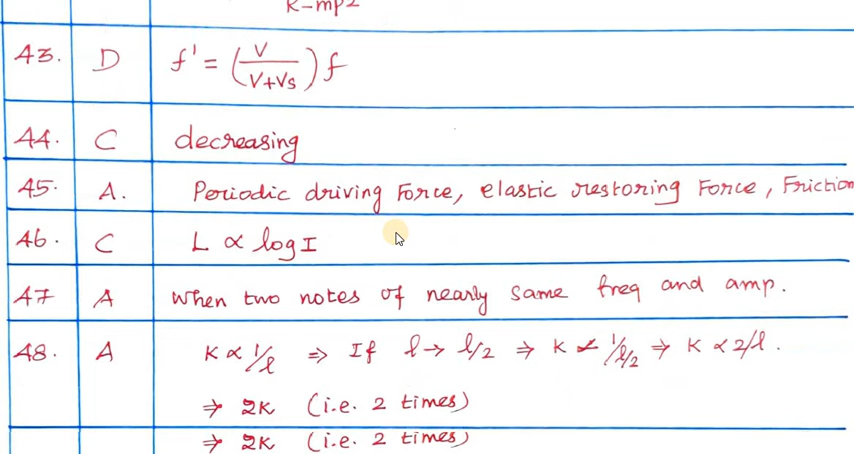 K-mp2
43. D f' = (V/V+Vs) f
44. C decreasing
45. A. Periodic driving Force, elastic restoring Force, Friction
46. C L ∝ log I
47 A When two notes of nearly same freq and amp.
48. A K ∝ 1/l ⇒ If l → l/2 ⇒ K ∝ 1/l/2 ⇒ K ∝ 2/l.
⇒ 2K (i.e. 2 times)
⇒ 2K (i.e. 2 times)